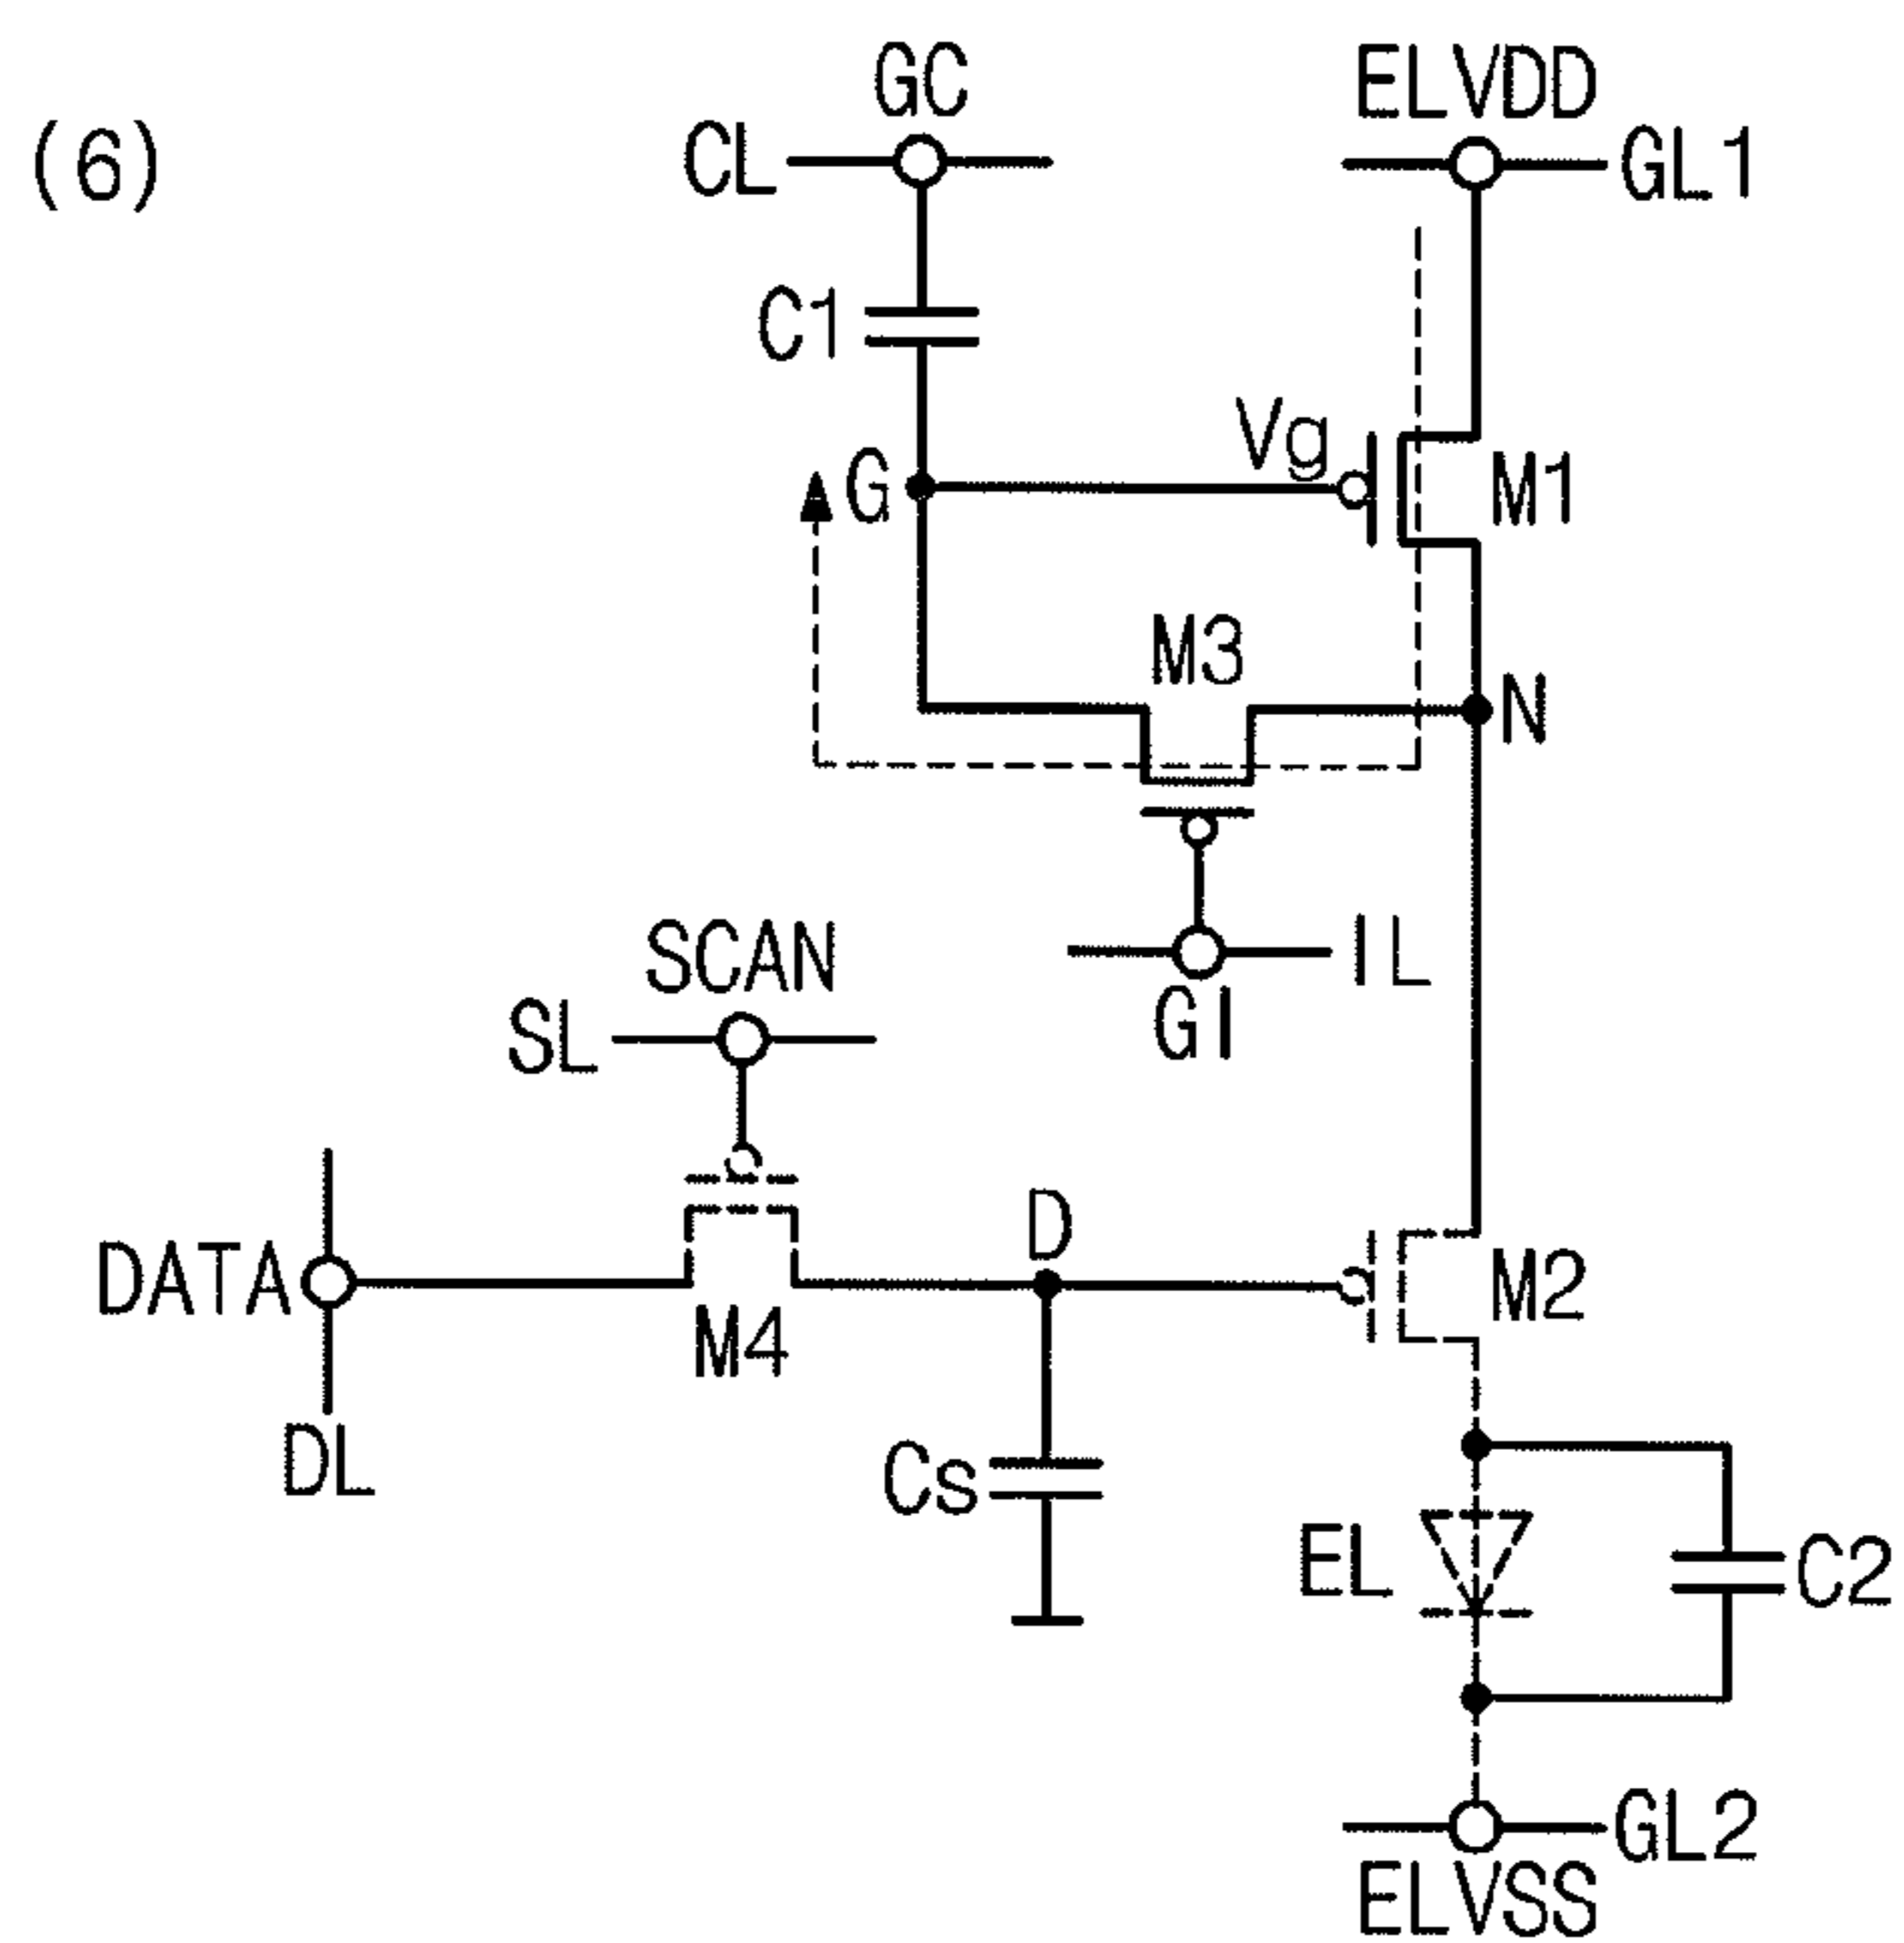 (6)
GC
ELVDD
CL
GL1
C1
Vg
G
M1
M3
N
SCAN
IL
SL
GI
D
DATA
M2
M4
DL
Cs
EL
C2
GL2
ELVSS